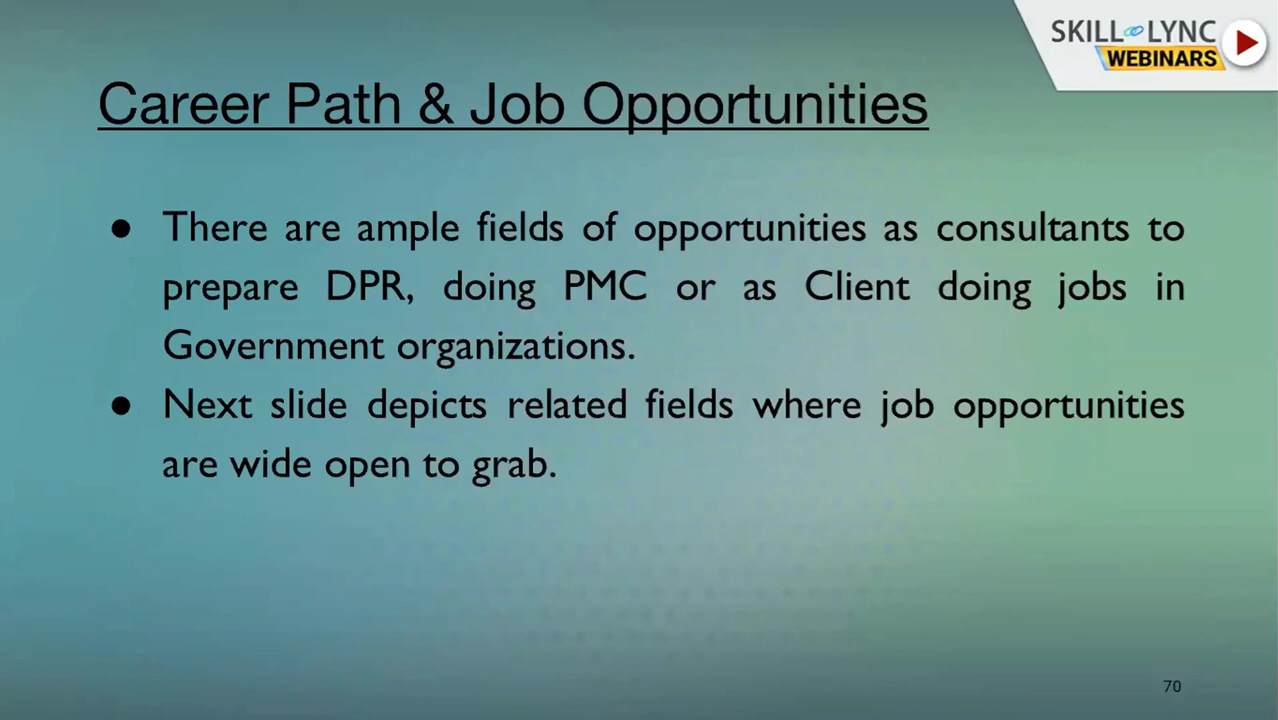 SKILL LYNC
WEBINARS
Career Path & Job Opportunities
● There are ample fields of opportunities as consultants to
prepare DPR, doing PMC or as Client doing jobs in
Government organizations.
● Next slide depicts related fields where job opportunities
are wide open to grab.
70